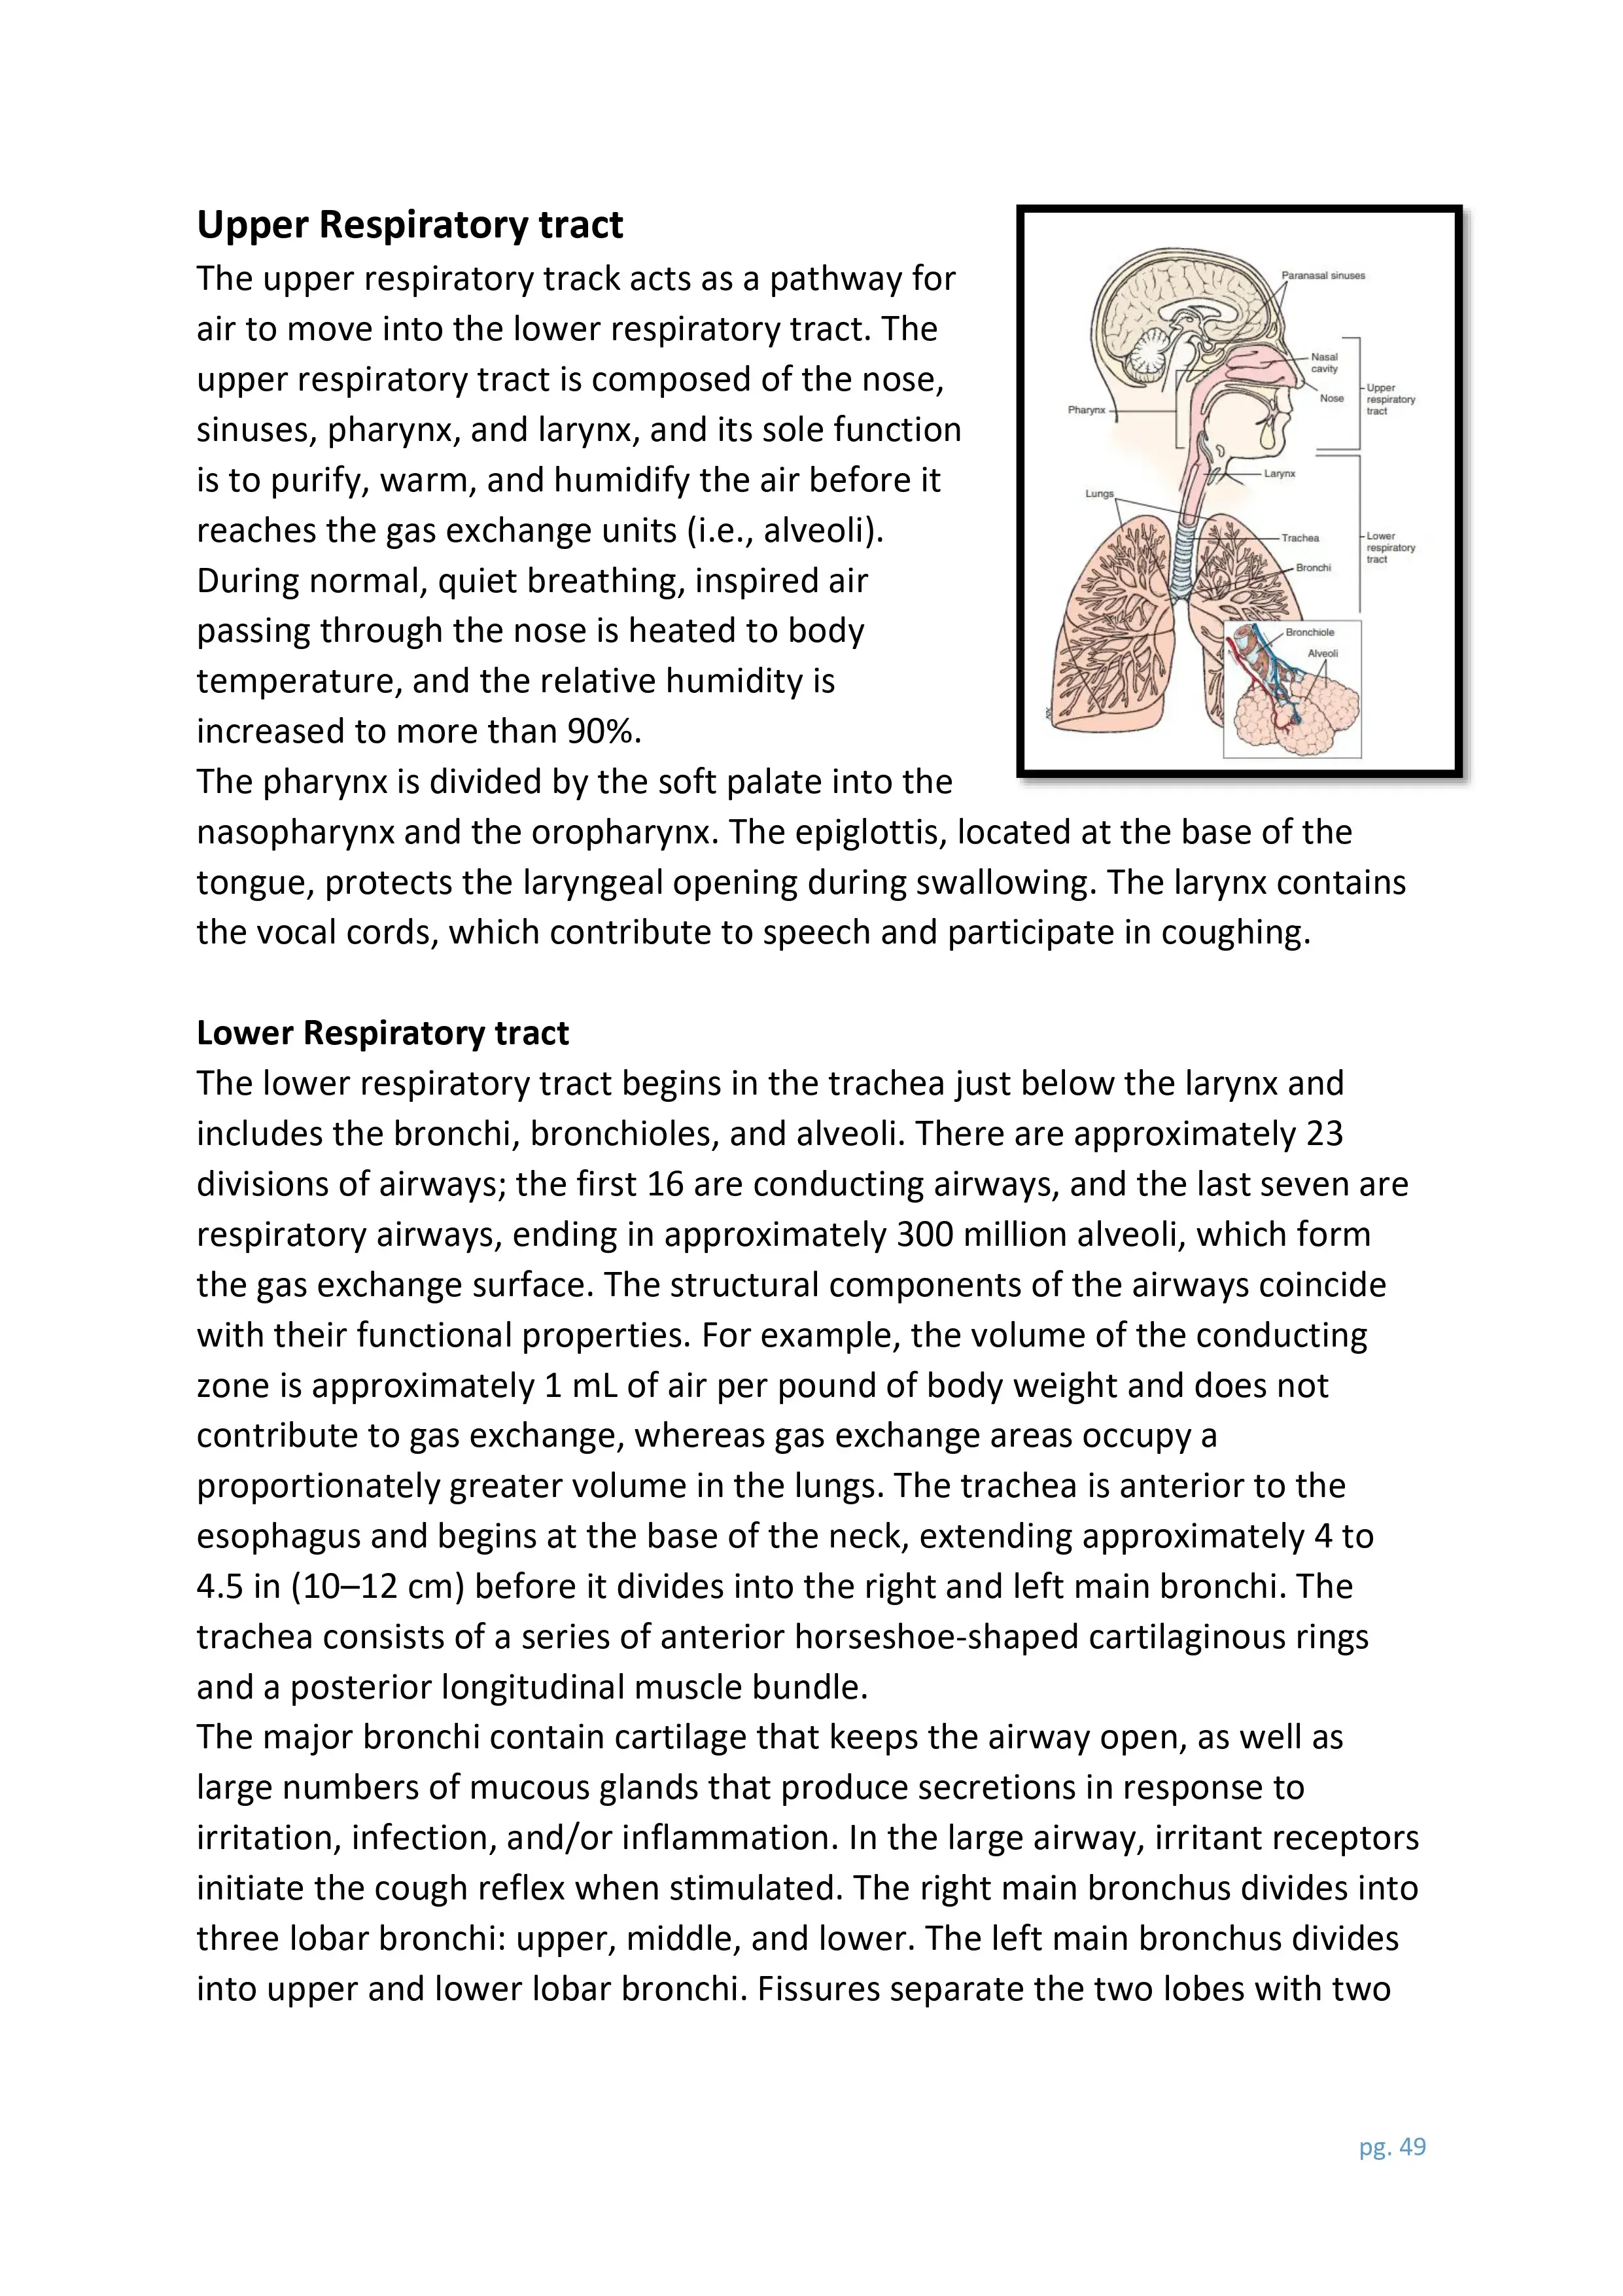 Upper Respiratory tract
The upper respiratory track acts as a pathway for
air to move into the lower respiratory tract. The
upper respiratory tract is composed of the nose,
sinuses, pharynx, and larynx, and its sole function
is to purify, warm, and humidify the air before it
reaches the gas exchange units (i.e., alveoli).
During normal, quiet breathing, inspired air
passing through the nose is heated to body
temperature, and the relative humidity is
increased to more than 90%.
The pharynx is divided by the soft palate into the
nasopharynx and the oropharynx. The epiglottis, located at the base of the
tongue, protects the laryngeal opening during swallowing. The larynx contains
the vocal cords, which contribute to speech and participate in coughing.
Paranasal sinuses
Nasal
cavity
Nose
Upper
respiratory
tract
Pharynx
Larynx
Lungs
Trachea
Lower
respiratory
tract
Bronchi
Bronchiole
Alveoli
Lower Respiratory tract
The lower respiratory tract begins in the trachea just below the larynx and
includes the bronchi, bronchioles, and alveoli. There are approximately 23
divisions of airways; the first 16 are conducting airways, and the last seven are
respiratory airways, ending in approximately 300 million alveoli, which form
the gas exchange surface. The structural components of the airways coincide
with their functional properties. For example, the volume of the conducting
zone is approximately 1 mL of air per pound of body weight and does not
contribute to gas exchange, whereas gas exchange areas occupy a
proportionately greater volume in the lungs. The trachea is anterior to the
esophagus and begins at the base of the neck, extending approximately 4 to
4.5 in (10–12 cm) before it divides into the right and left main bronchi. The
trachea consists of a series of anterior horseshoe-shaped cartilaginous rings
and a posterior longitudinal muscle bundle.
The major bronchi contain cartilage that keeps the airway open, as well as
large numbers of mucous glands that produce secretions in response to
irritation, infection, and/or inflammation. In the large airway, irritant receptors
initiate the cough reflex when stimulated. The right main bronchus divides into
three lobar bronchi: upper, middle, and lower. The left main bronchus divides
into upper and lower lobar bronchi. Fissures separate the two lobes with two
pg. 49